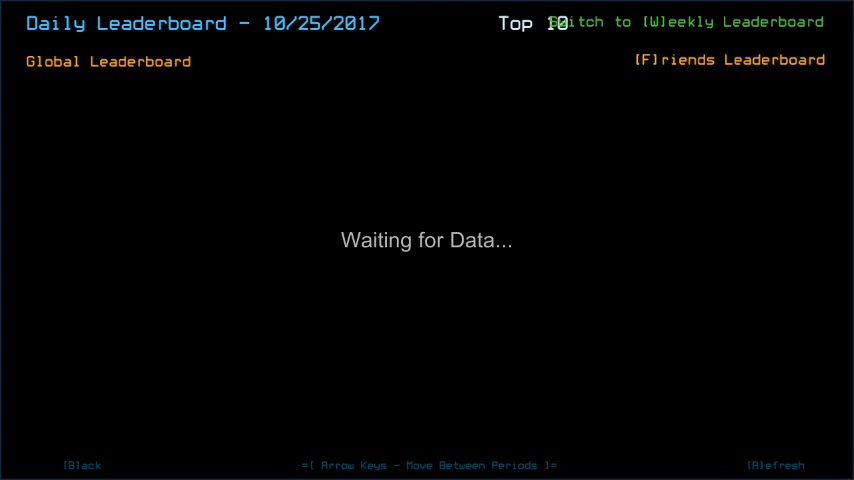 Daily Leaderboard - 10/25/2017
Top 10
Switch to [W]eekly Leaderboard
Global Leaderboard
[F]riends Leaderboard
Waiting for Data...
[B]ack
=[ Arrow Keys - Move Between Periods ]=
[R]efresh